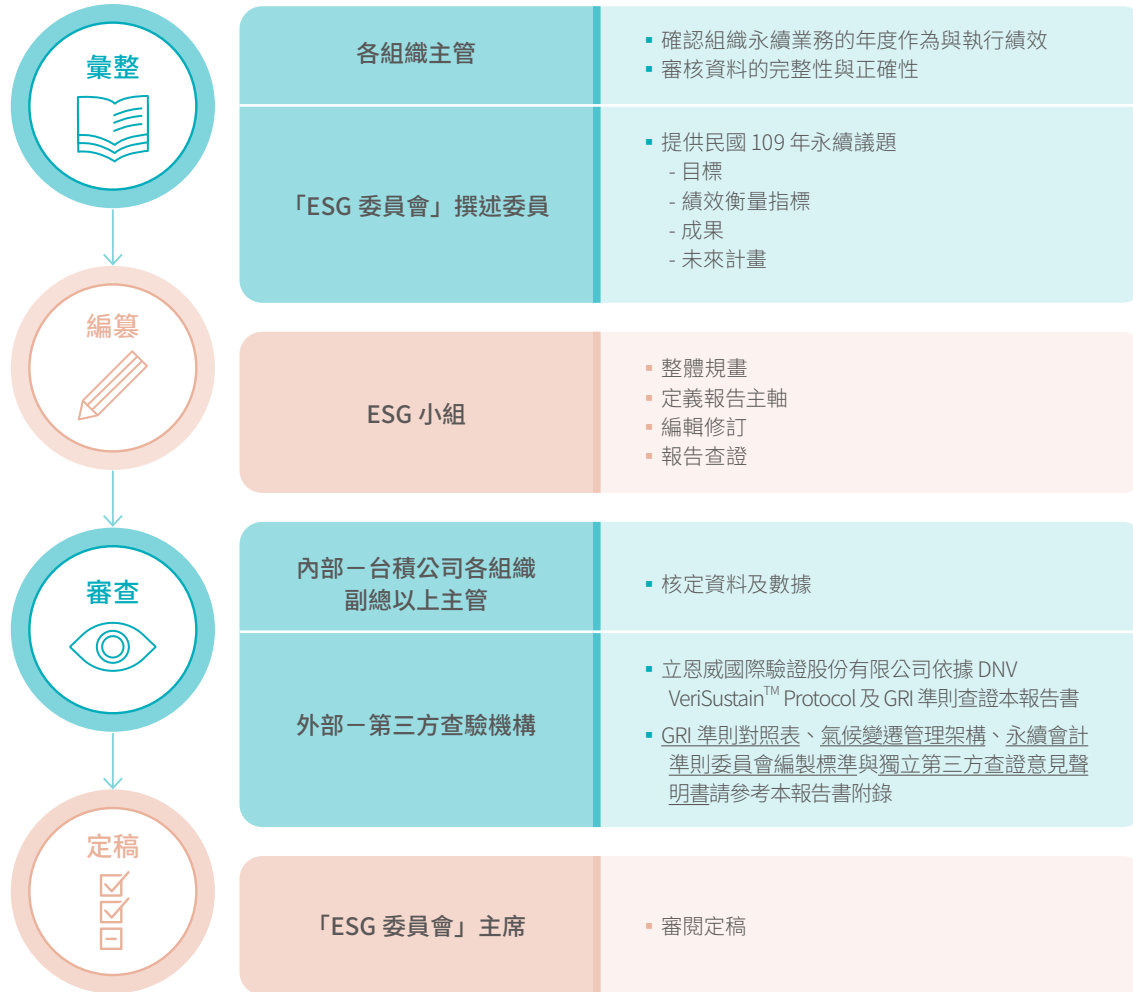 彙整
各組織主管
▪ 確認組織永續業務的年度作為與執行績效
▪ 審核資料的完整性與正確性
「ESG 委員會」撰述委員
▪ 提供民國 109 年永續議題
- 目標
- 績效衡量指標
- 成果
- 未來計畫
編篡
ESG 小組
▪ 整體規畫
▪ 定義報告主軸
▪ 編輯修訂
▪ 報告查證
審查
內部－台積公司各組織
副總以上主管
▪ 核定資料及數據
外部－第三方查驗機構
▪ 立恩威國際驗證股份有限公司依據 DNV
VeriSustain™ Protocol 及 GRI 準則查證本報告書
▪ GRI 準則對照表、氣候變遷管理架構、永續會計
準則委員會編製標準與獨立第三方查證意見聲
明書請參考本報告書附錄
定稿
「ESG 委員會」主席
▪ 審閱定稿